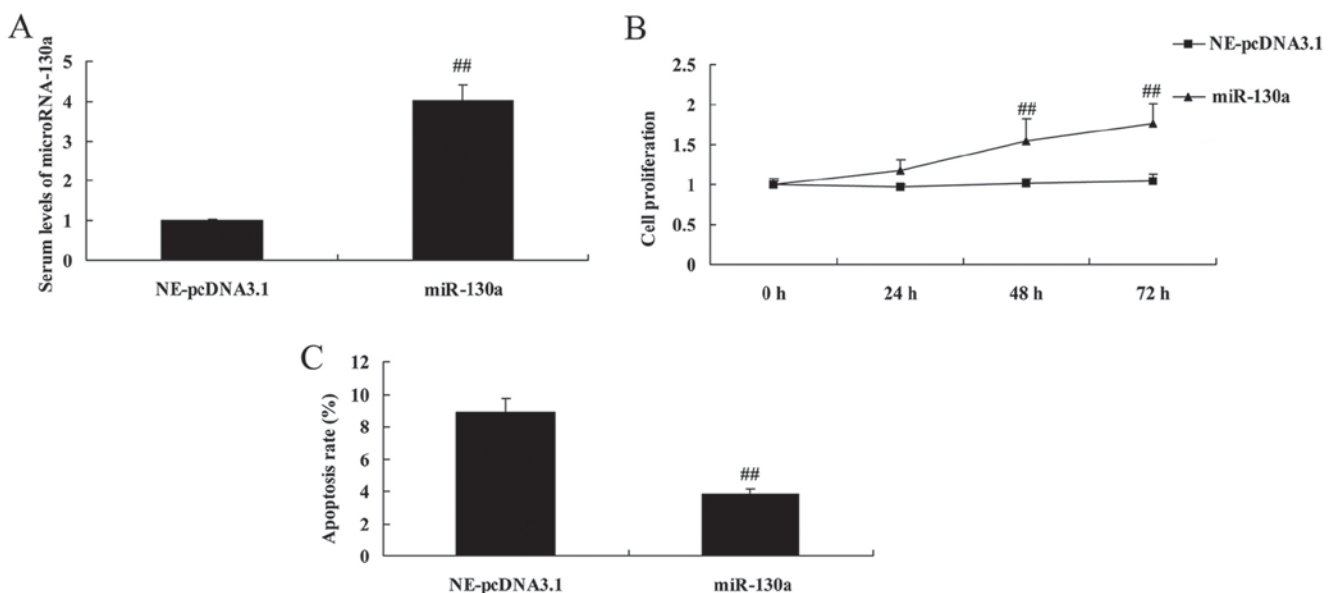 A
Serum levels of microRNA-130a
5
4
3
2
1
0
##
NE-pcDNA3.1
miR-130a
B
Cell proliferation
2.5
2
1.5
1
0.5
0
##
##
0 h
24 h
48 h
72 h
NE-pcDNA3.1
miR-130a
C
Apoptosis rate (%)
12
10
8
6
4
2
0
##
NE-pcDNA3.1
miR-130a